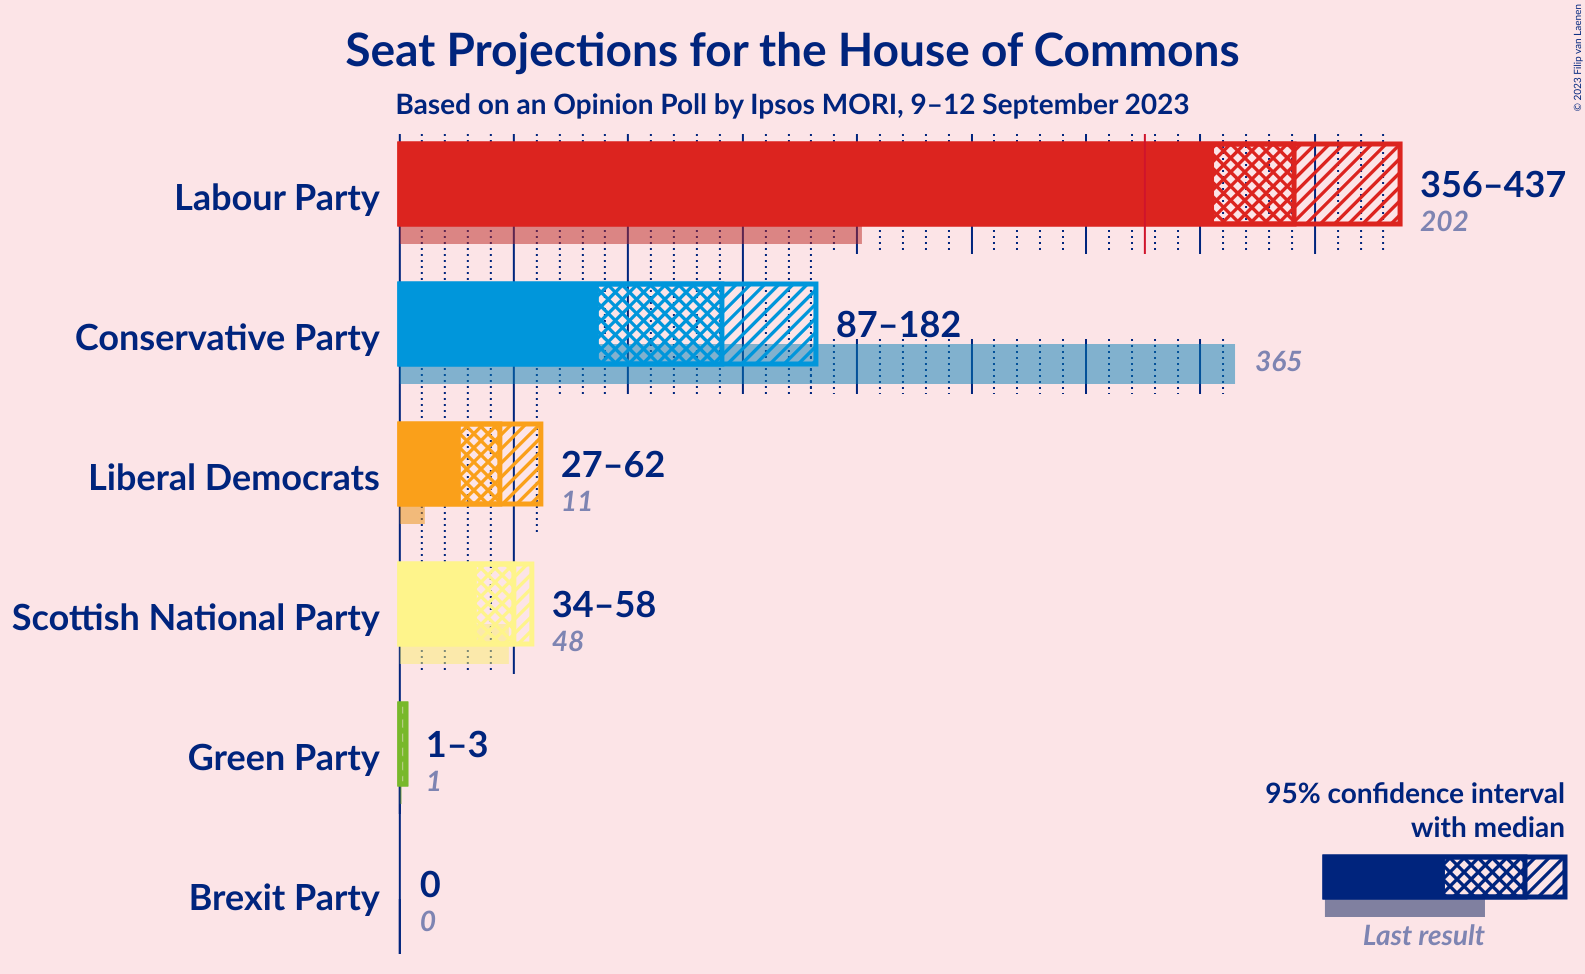 Seat Projections for the House of Commons
Based on an Opinion Poll by Ipsos MORI, 9–12 September 2023
© 2023 Filip van Laenen
Labour Party
356–437
202
Conservative Party
87–182
365
Liberal Democrats
27–62
11
Scottish National Party
34–58
48
Green Party
1–3
1
Brexit Party
0
0
95% confidence interval
with median
Last result